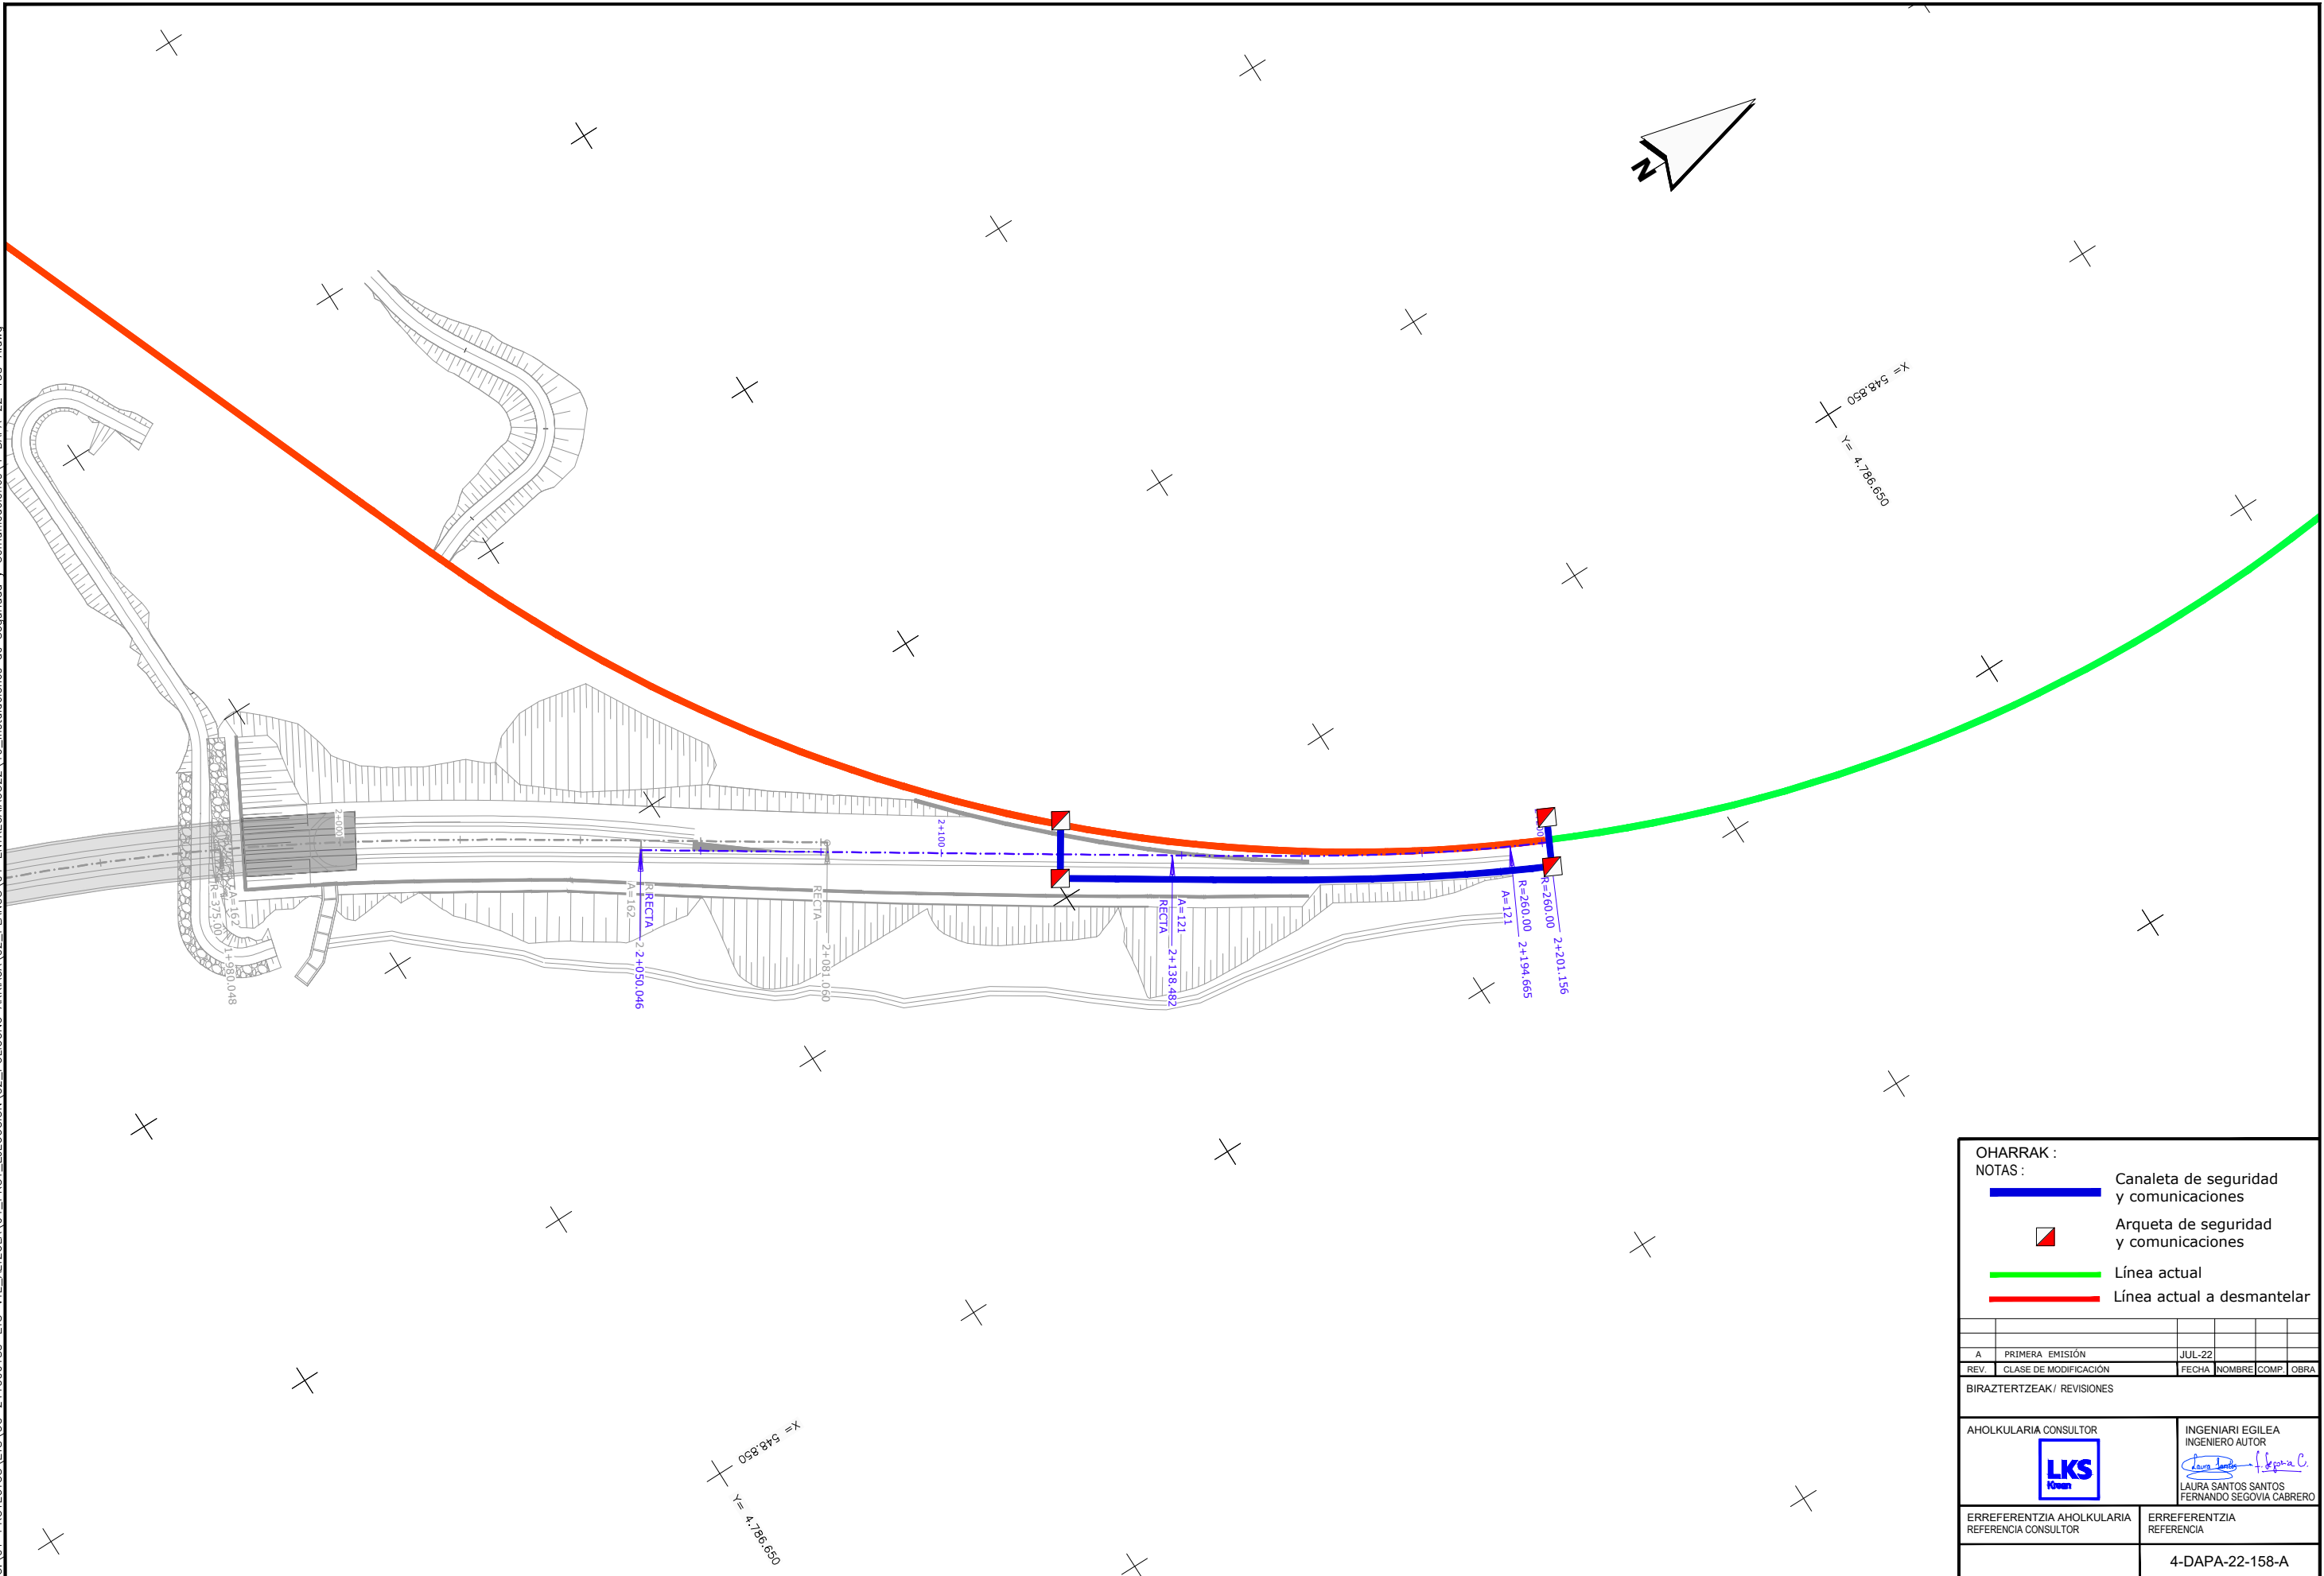 N
X= 548.850
Y= 4.786.650
2+000
2+100
R=375.00
A=162
1+980.048
A=162
RECTA
2+050.046
RECTA
2+081.060
RECTA
A=121
2+138.482
A=121
R=260.00
2+194.665
R=260.00
2+201.156
X= 548.850
Y= 4.786.650
OHARRAK :
NOTAS :
Canaleta de seguridad
y comunicaciones
Arqueta de seguridad
y comunicaciones
Línea actual
Línea actual a desmantelar
A PRIMERA EMISIÓN JUL-22
REV. CLASE DE MODIFICACIÓN FECHA NOMBRE COMP. OBRA
BIRAZTERTZEAK/ REVISIONES
AHOLKULARIA CONSULTOR
LKS
Krean
INGENIARI EGILEA
INGENIERO AUTOR
Laura Santos F. Segovia C.
LAURA SANTOS SANTOS
FERNANDO SEGOVIA CABRERO
ERREFERENTZIA AHOLKULARIA
REFERENCIA CONSULTOR
ERREFERENTZIA
REFERENCIA
4-DAPA-22-158-A